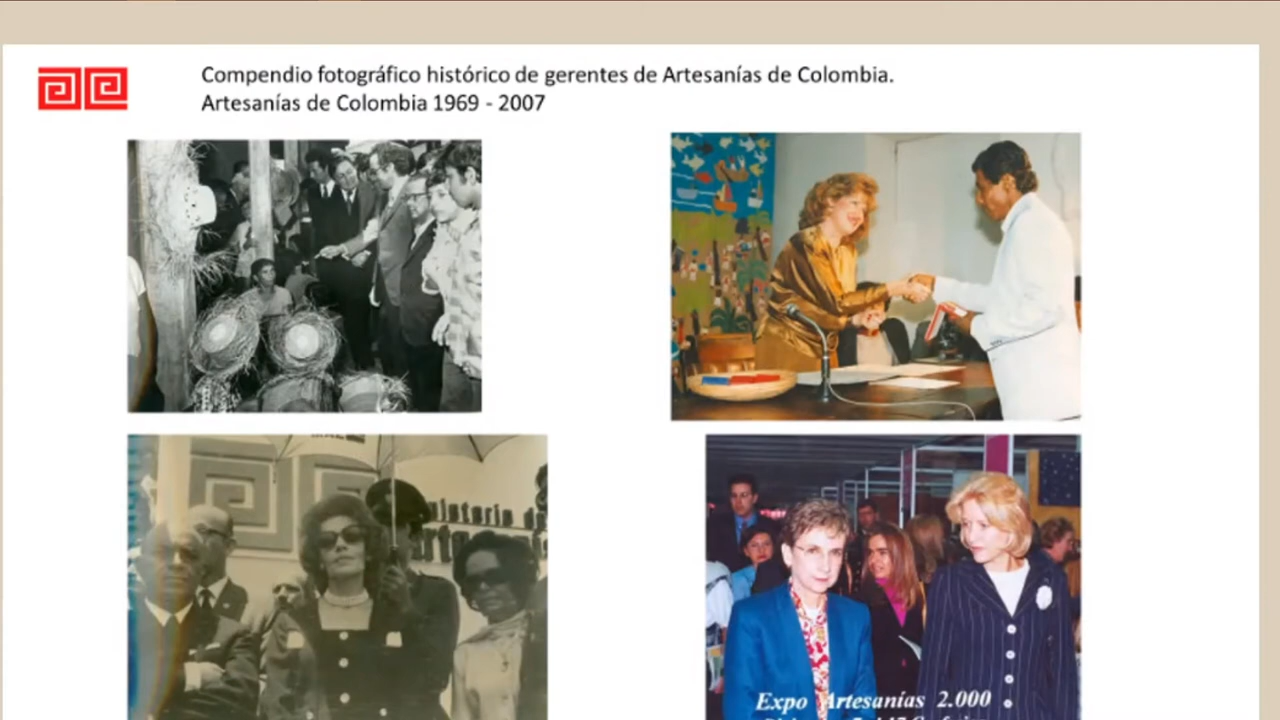 Compendio fotográfico histórico de gerentes de Artesanías de Colombia.
Artesanías de Colombia 1969 - 2007
Expo Artesanías 2.000